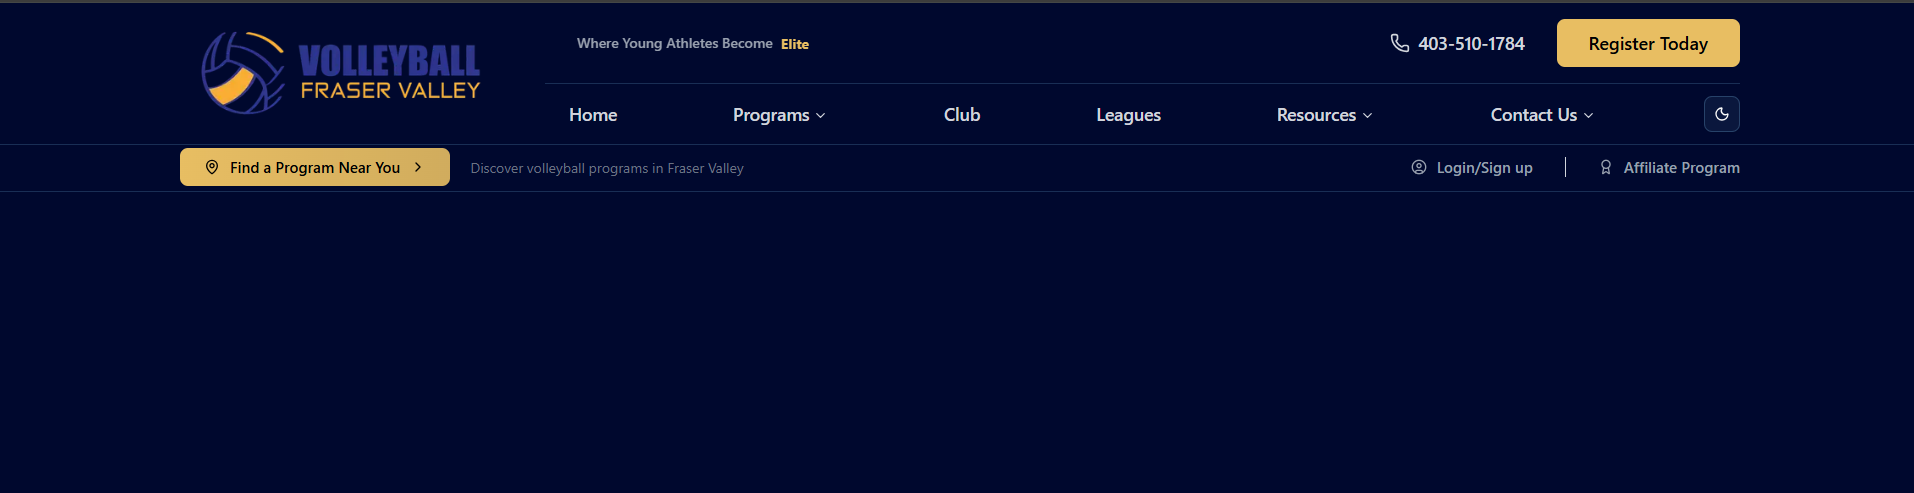 VOLLEYBALL
FRASER VALLEY
Where Young Athletes Become Elite
403-510-1784
Register Today
Home
Programs
Club
Leagues
Resources
Contact Us
Find a Program Near You
Discover volleyball programs in Fraser Valley
Login/Sign up
Affiliate Program